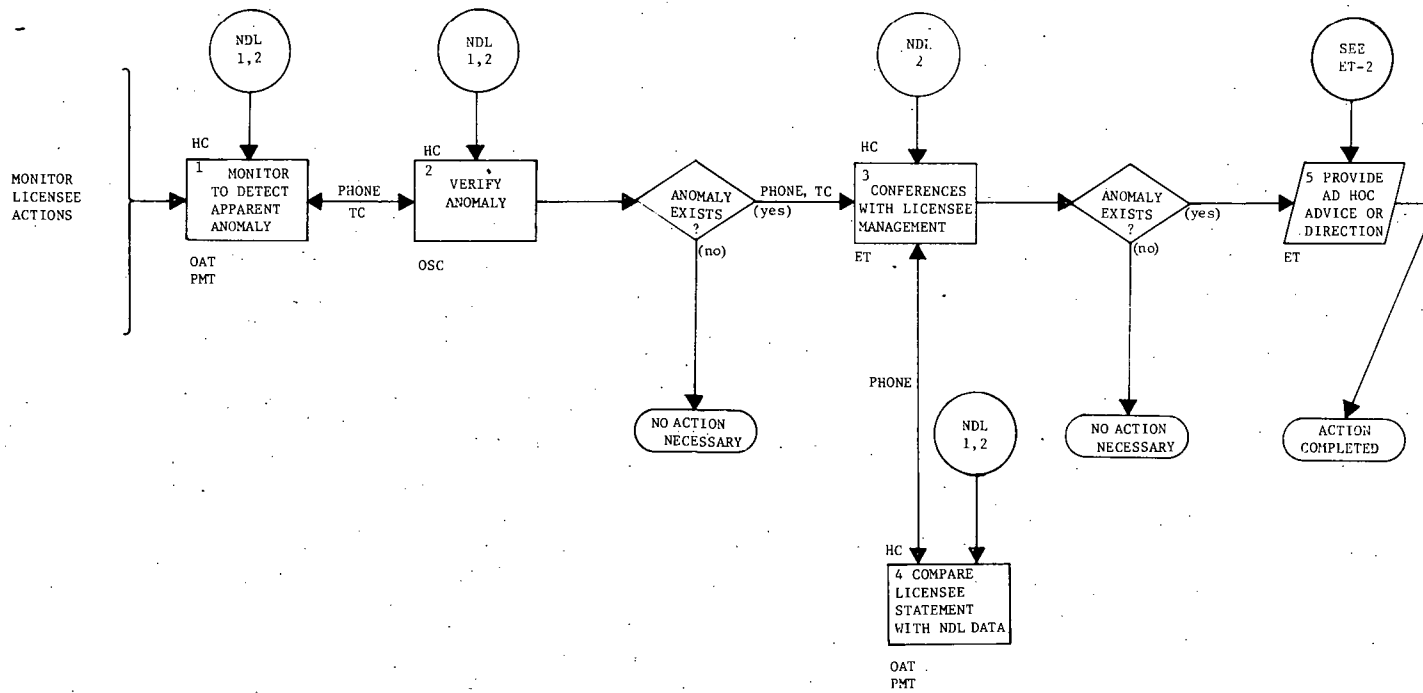 MONITOR
LICENSEE
ACTIONS
NDL
1,2
HC
1 MONITOR
TO DETECT
APPARENT
ANOMALY
OAT
PMT
PHONE
TC
NDL
1,2
HC
2 VERIFY
ANOMALY
OSC
ANOMALY
EXISTS
?
(yes)
(no)
NO ACTION
NECESSARY
PHONE, TC
NDL
2
HC
3
CONFERENCES
WITH LICENSEE
MANAGEMENT
ET
PHONE
NDL
1,2
HC
4 COMPARE
LICENSEE
STATEMENT
WITH NDL DATA
OAT
PMT
ANOMALY
EXISTS
?
(yes)
(no)
NO ACTION
NECESSARY
SEE
ET-2
5 PROVIDE
AD HOC
ADVICE OR
DIRECTION
ET
ACTION
COMPLETED